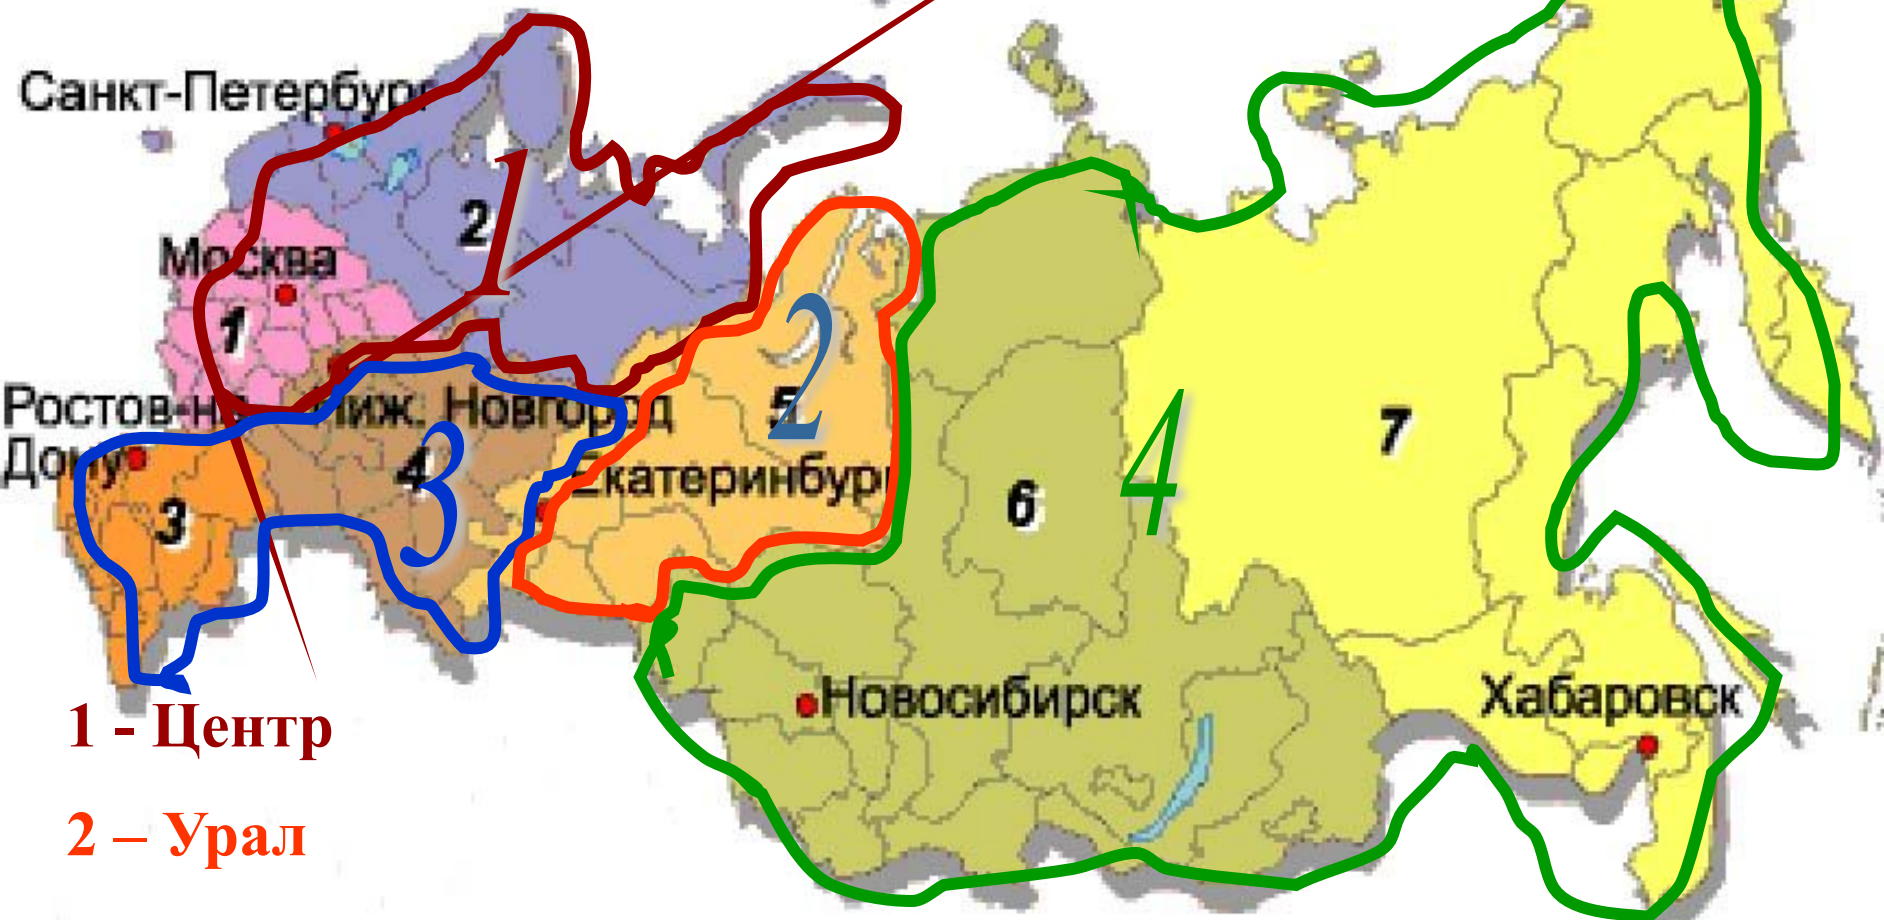 Санкт-Петербург
1
2
Москва
1
2
5
Ростов-на-
Дону
Ниж. Новгород
4
3
3
Екатеринбург
6
4
7
Новосибирск
Хабаровск
1 - Центр
2 – Урал